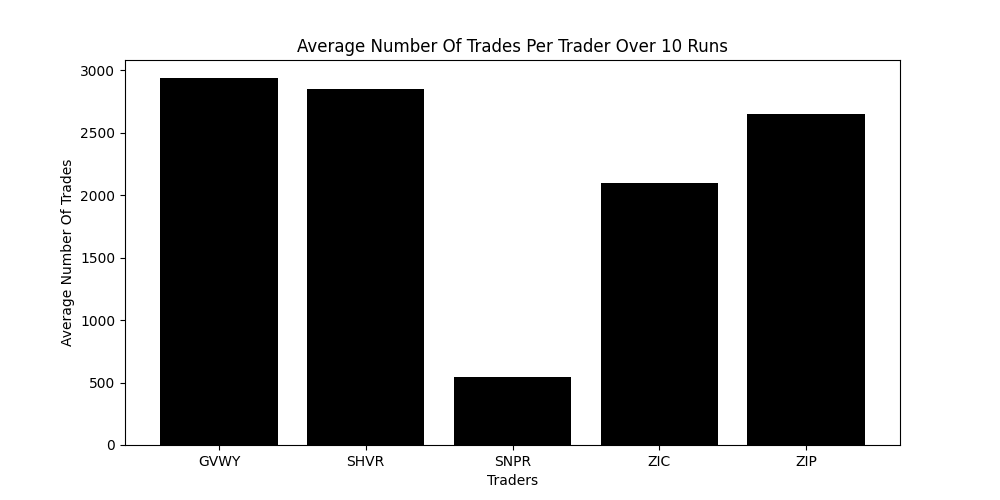 Average Number Of Trades Per Trader Over 10 Runs
3000
2500
2000
1500
1000
500
0
Average Number Of Trades
GVWY SHVR SNPR ZIC ZIP
Traders